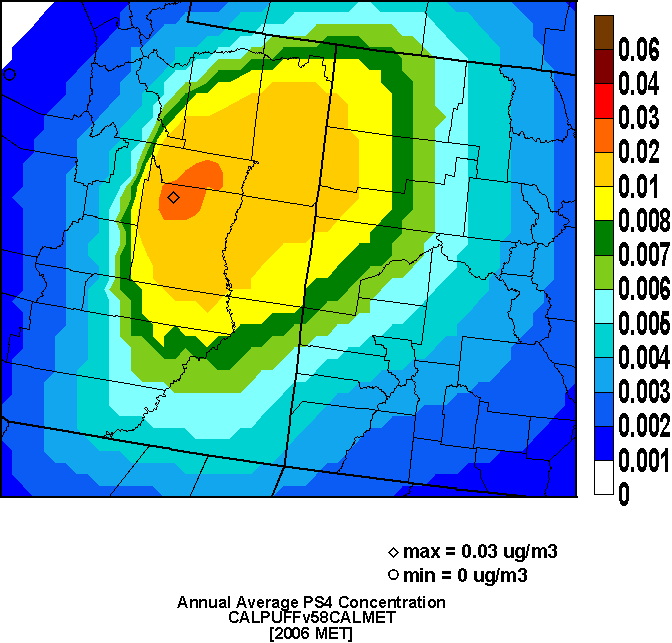 0.06
0.04
0.03
0.02
0.01
0.008
0.007
0.006
0.005
0.004
0.003
0.002
0.001
0
max = 0.03 ug/m3
min = 0 ug/m3
Annual Average PS4 Concentration
CALPUFFv58CALMET
[2006 MET]